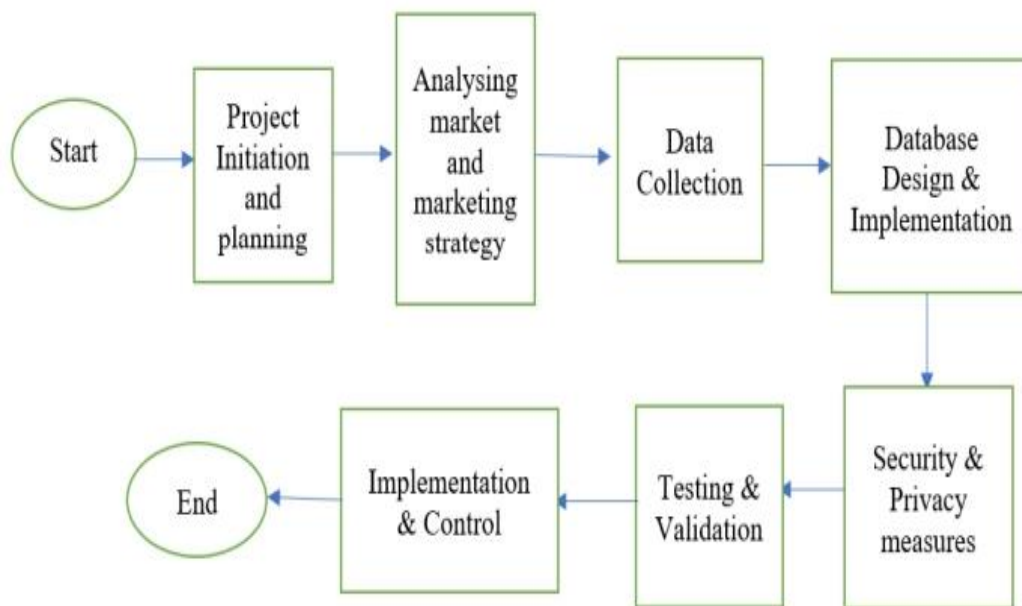 Start
Project
Initiation
and
planning
Analysing
market
and
marketing
strategy
Data
Collection
Database
Design &
Implementation
Security &
Privacy
measures
Testing &
Validation
Implementation
& Control
End